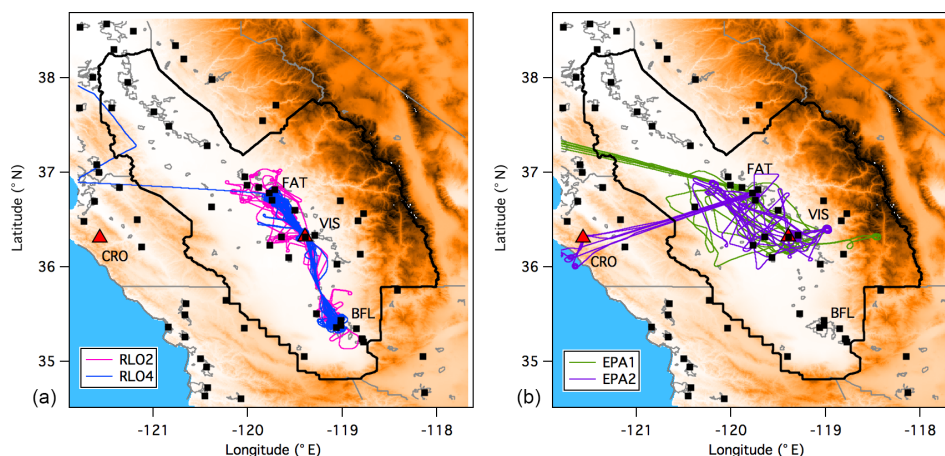 (a)
Latitude (° N)
38
37
36
35
FAT
VIS
CRO
BFL
RLO2
RLO4
-121
-120
-119
-118
Longitude (° E)
(b)
Latitude (° N)
38
37
36
35
FAT
VIS
CRO
BFL
EPA1
EPA2
-121
-120
-119
-118
Longitude (° E)